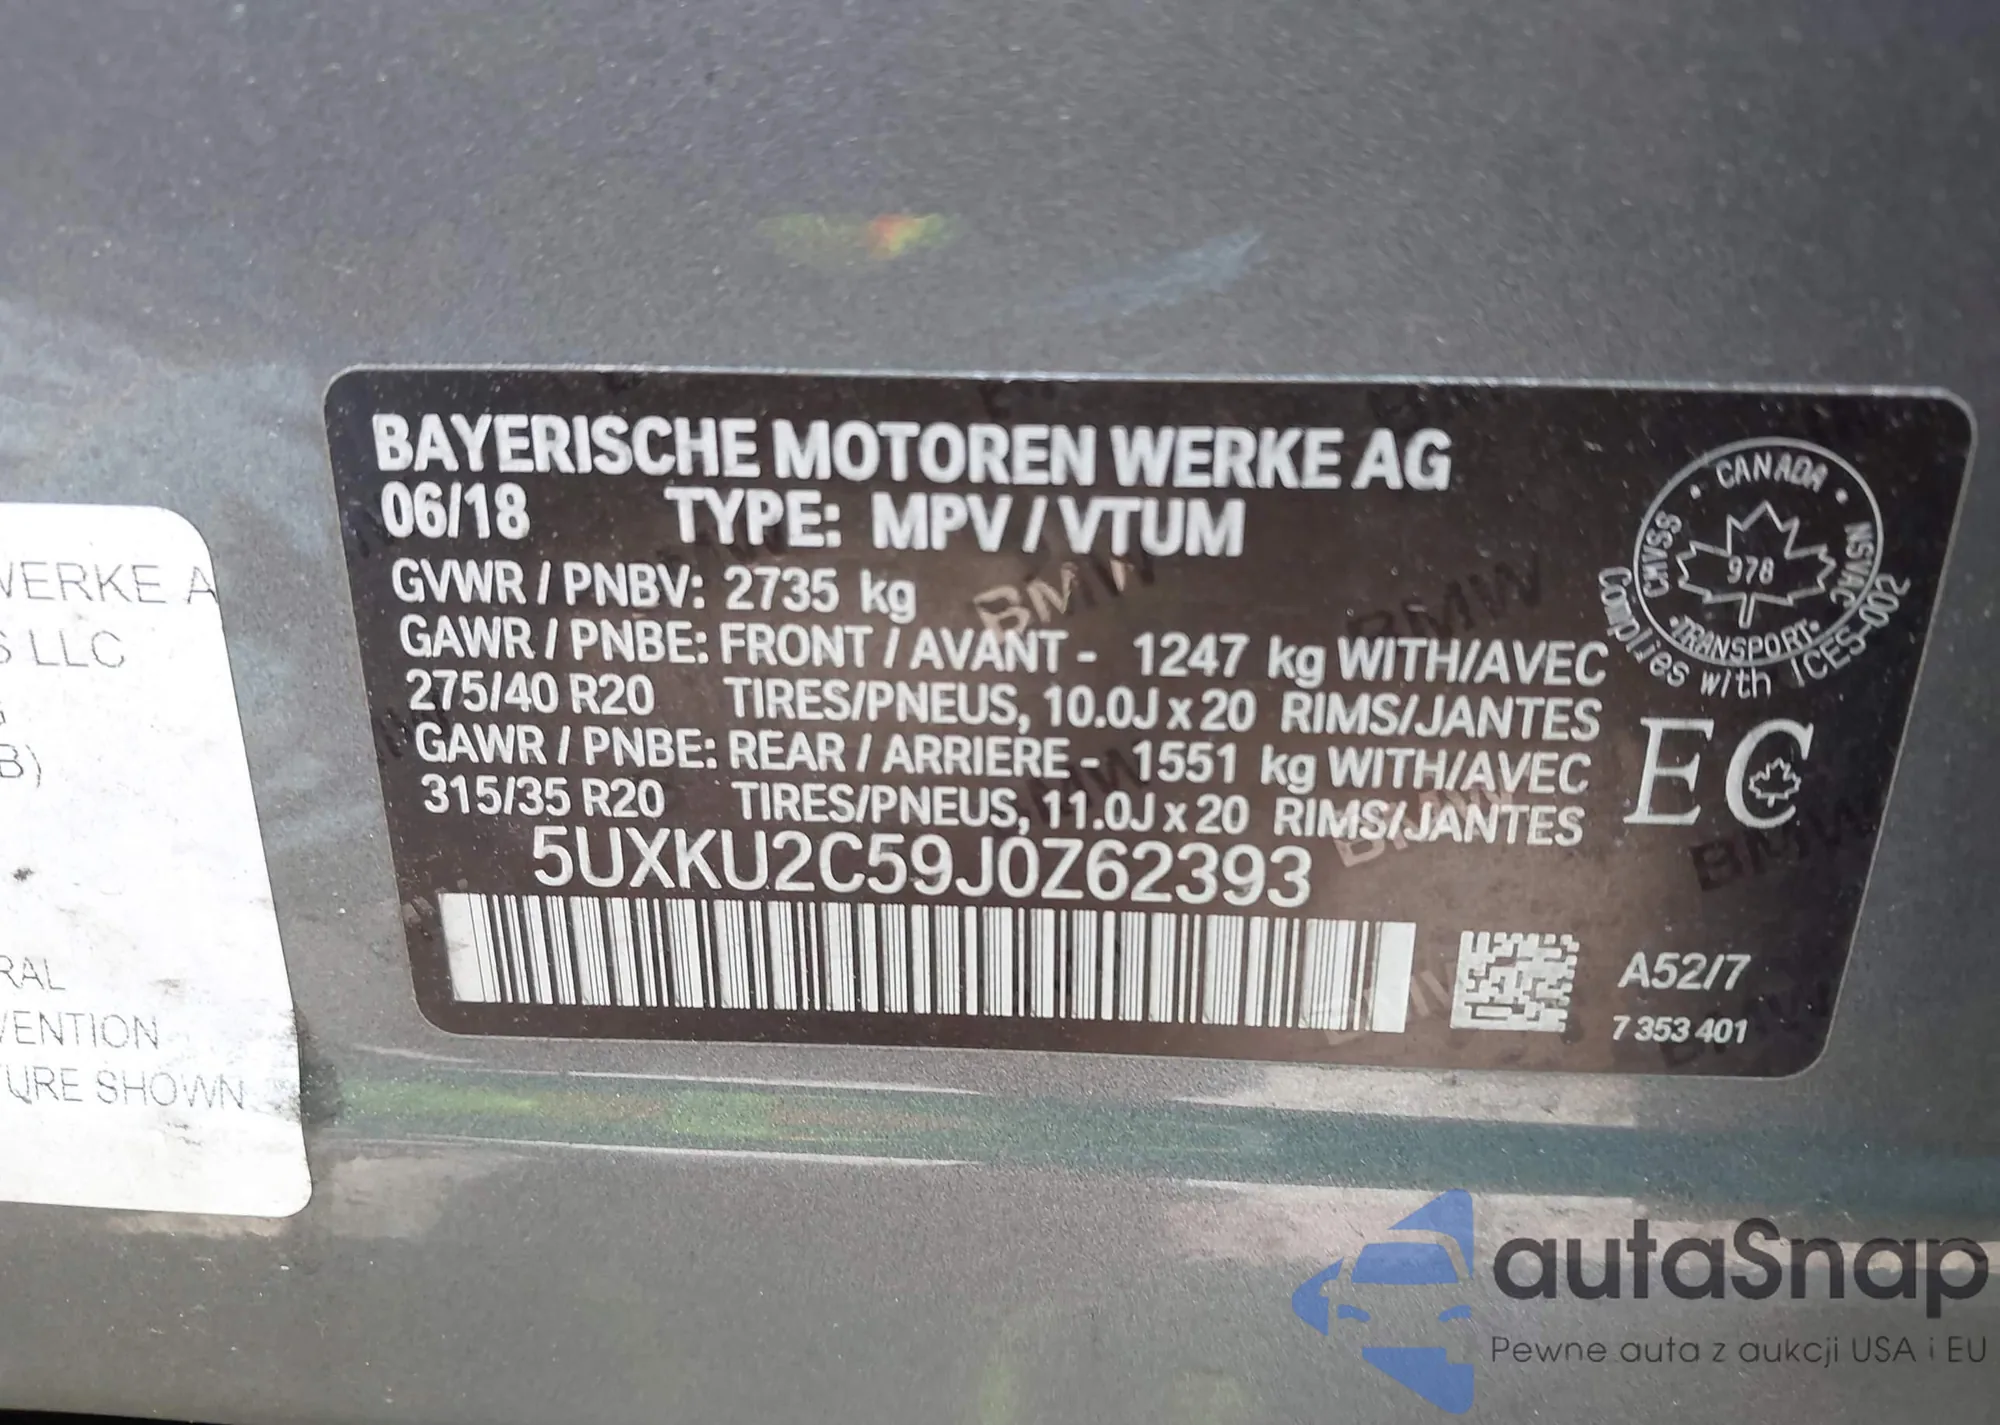 BAYERISCHE MOTOREN WERKE AG
06/18 TYPE: MPV / VTUM
GVWR / PNBV: 2735 kg
GAWR / PNBE: FRONT / AVANT - 1247 kg WITH/AVEC
275/40 R20 TIRES/PNEUS, 10.0J x 20 RIMS/JANTES
GAWR / PNBE: REAR / ARRIERE - 1551 kg WITH/AVEC
315/35 R20 TIRES/PNEUS, 11.0J x 20 RIMS/JANTES
5UXKU2C59J0Z62393
CANADA
CMVSS NSVAC
978
TRANSPORT
Complies with ICES-002
EC
A52/7
7 353 401
WERKE A
S LLC
B)
RAL
VENTION
TURE SHOWN
BMW
autaSnap
Pewne auta z aukcji USA i EU